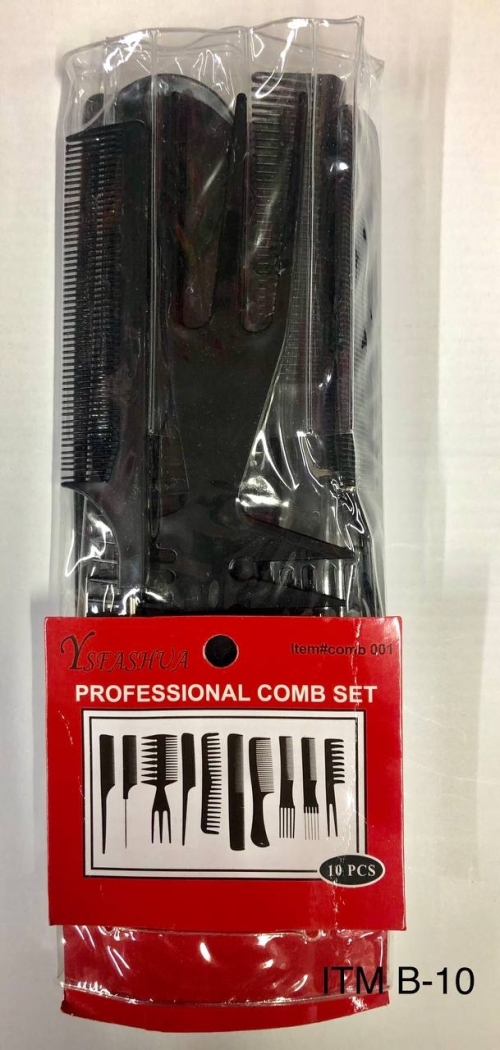 YSEASHUA
Item#comb 001
PROFESSIONAL COMB SET
10 PCS
ITM B-10